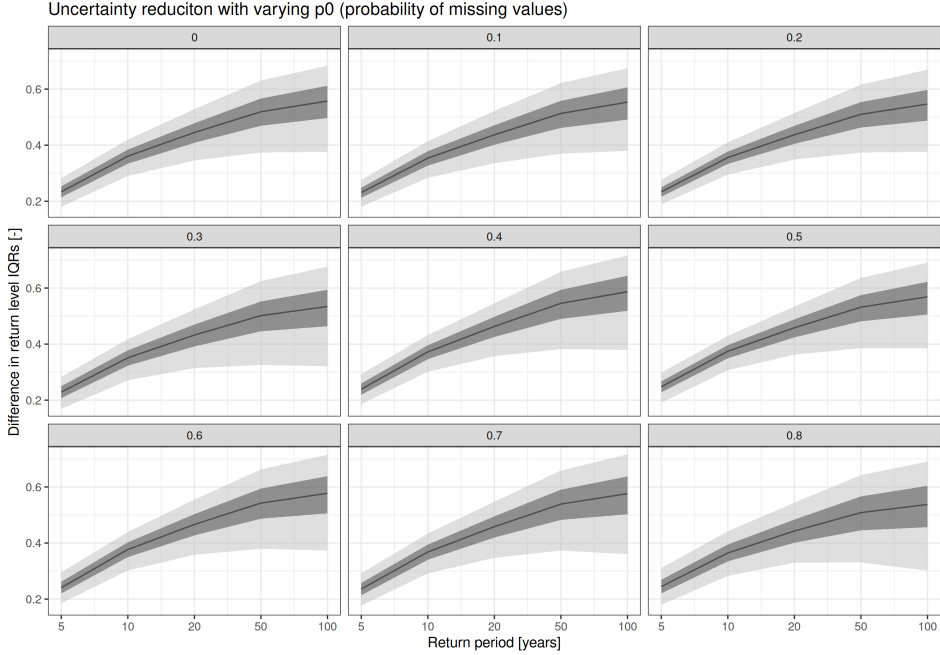 Uncertainty reduciton with varying p0 (probability of missing values)
0 0.1 0.2
0.6
0.4
0.2
0.3 0.4 0.5
0.6
0.4
0.2
0.6 0.7 0.8
0.6
0.4
0.2
5 10 20 50 100 5 10 20 50 100 5 10 20 50 100
Difference in return level IQRs [-]
Return period [years]